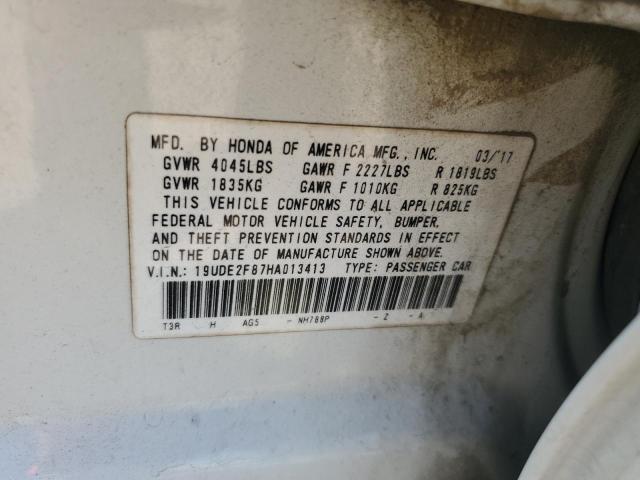 MFD. BY HONDA OF AMERICA MFG., INC. 03/'17
GVWR 4045LBS GAWR F 2227LBS R 1819LBS
GVWR 1835KG GAWR F 1010KG R 825KG
THIS VEHICLE CONFORMS TO ALL APPLICABLE
FEDERAL MOTOR VEHICLE SAFETY, BUMPER,
AND THEFT PREVENTION STANDARDS IN EFFECT
ON THE DATE OF MANUFACTURE SHOWN ABOVE.
V.I.N.: 19UDE2F87HA013413 TYPE: PASSENGER CAR
T3R H AG5 - NH788P - Z - A